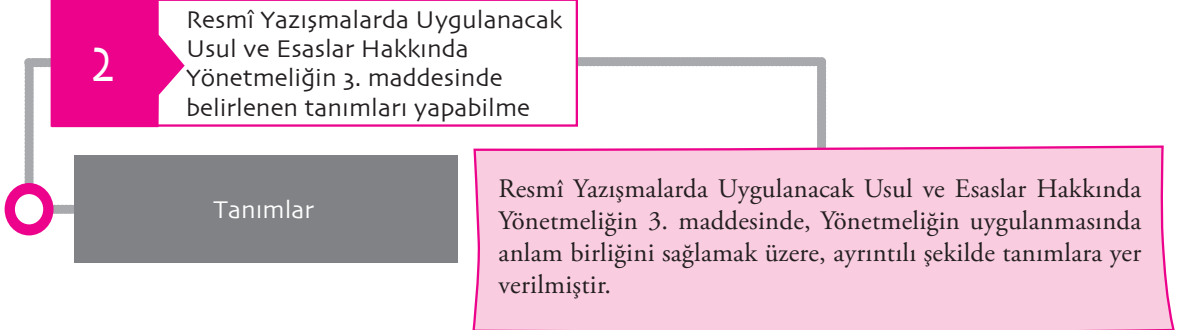 2
Resmî Yazışmalarda Uygulanacak
Usul ve Esaslar Hakkında
Yönetmeliğin 3. maddesinde
belirlenen tanımları yapabilme
Tanımlar
Resmî Yazışmalarda Uygulanacak Usul ve Esaslar Hakkında
Yönetmeliğin 3. maddesinde, Yönetmeliğin uygulanmasında
anlam birliğini sağlamak üzere, ayrıntılı şekilde tanımlara yer
verilmiştir.